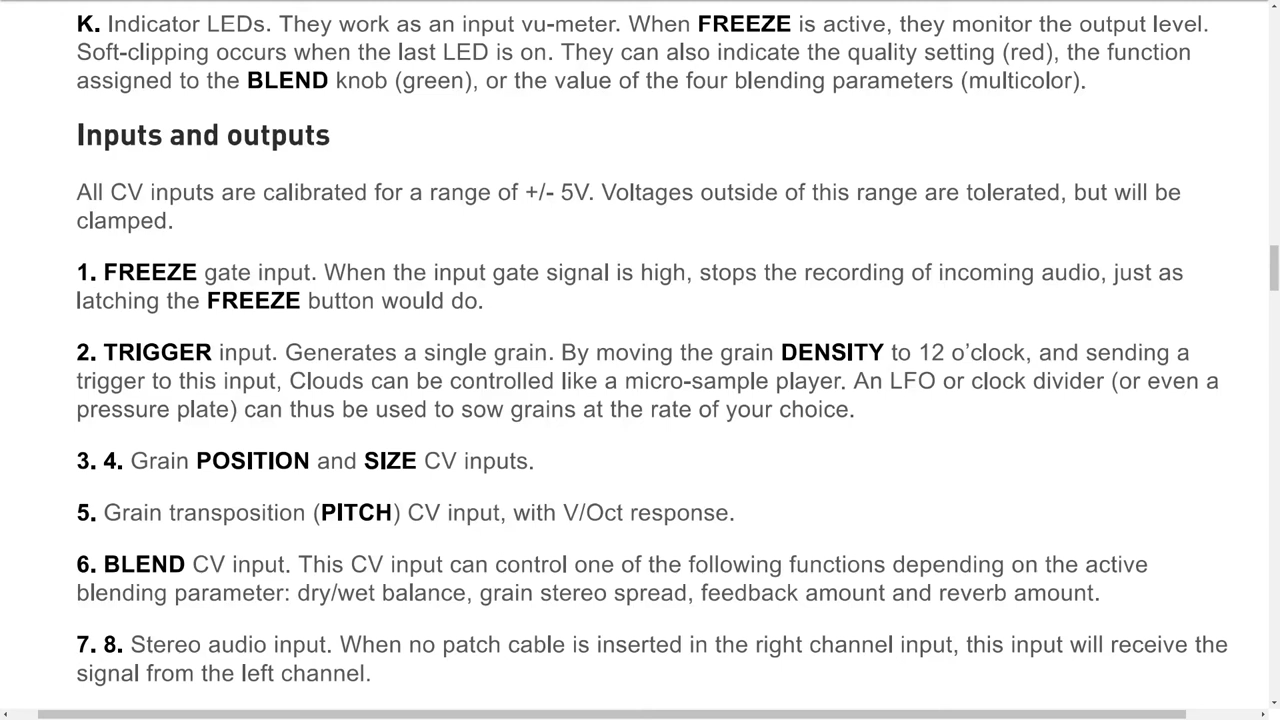 K. Indicator LEDs. They work as an input vu-meter. When FREEZE is active, they monitor the output level.
Soft-clipping occurs when the last LED is on. They can also indicate the quality setting (red), the function
assigned to the BLEND knob (green), or the value of the four blending parameters (multicolor).
Inputs and outputs
All CV inputs are calibrated for a range of +/- 5V. Voltages outside of this range are tolerated, but will be
clamped.
1. FREEZE gate input. When the input gate signal is high, stops the recording of incoming audio, just as
latching the FREEZE button would do.
2. TRIGGER input. Generates a single grain. By moving the grain DENSITY to 12 o’clock, and sending a
trigger to this input, Clouds can be controlled like a micro-sample player. An LFO or clock divider (or even a
pressure plate) can thus be used to sow grains at the rate of your choice.
3. 4. Grain POSITION and SIZE CV inputs.
5. Grain transposition (PITCH) CV input, with V/Oct response.
6. BLEND CV input. This CV input can control one of the following functions depending on the active
blending parameter: dry/wet balance, grain stereo spread, feedback amount and reverb amount.
7. 8. Stereo audio input. When no patch cable is inserted in the right channel input, this input will receive the
signal from the left channel.